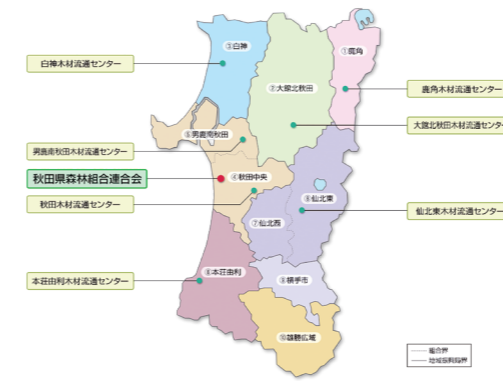 ③白神
①鹿角
白神木材流通センター
②大館北秋田
鹿角木材流通センター
大館北秋田木材流通センター
⑤男鹿南秋田
男鹿南秋田木材流通センター
秋田県森林組合連合会
④秋田中央
秋田木材流通センター
⑥仙北東
仙北東木材流通センター
⑦仙北西
⑧本荘由利
本荘由利木材流通センター
⑨横手市
⑩雄勝広域
組合界
地域振興局界